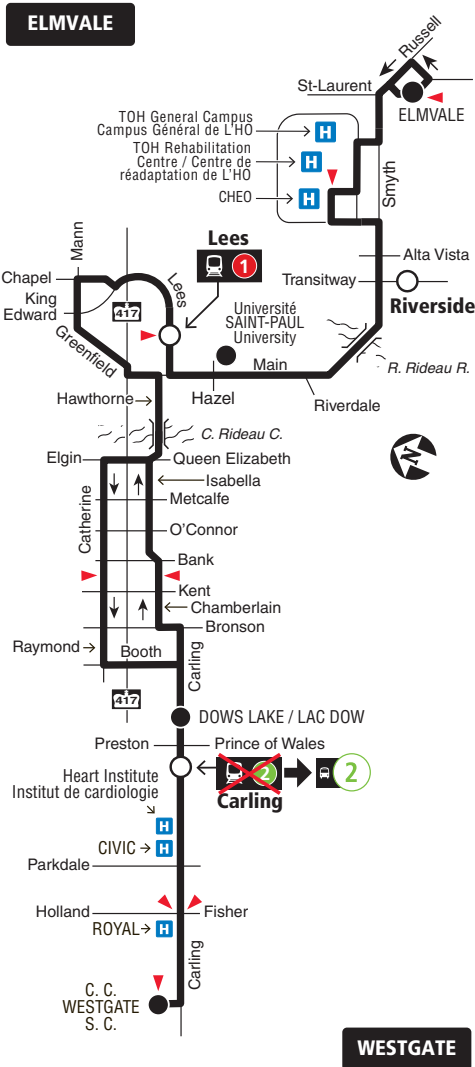 ELMVALE
Russell
St-Laurent
ELMVALE
TOH General Campus
Campus Général de L'HO
H
TOH Rehabilitation
Centre / Centre de
réadaptation de L'HO
H
CHEO
H
Smyth
Alta Vista
Transitway
Riverside
Lees
1
Mann
Chapel
King
Edward
417
Lees
Greenfield
Université
SAINT-PAUL
University
Main
R. Rideau R.
Hazel
Riverdale
Hawthorne
C. Rideau C.
N
Elgin
Queen Elizabeth
Isabella
Metcalfe
Catherine
O'Connor
Bank
Kent
Chamberlain
Bronson
Raymond
Booth
Carling
417
DOWS LAKE / LAC DOW
Preston
Prince of Wales
2
2
Carling
Heart Institute
Institut de cardiologie
H
CIVIC
H
Parkdale
Holland
Fisher
ROYAL
H
Carling
C. C.
WESTGATE
S. C.
WESTGATE